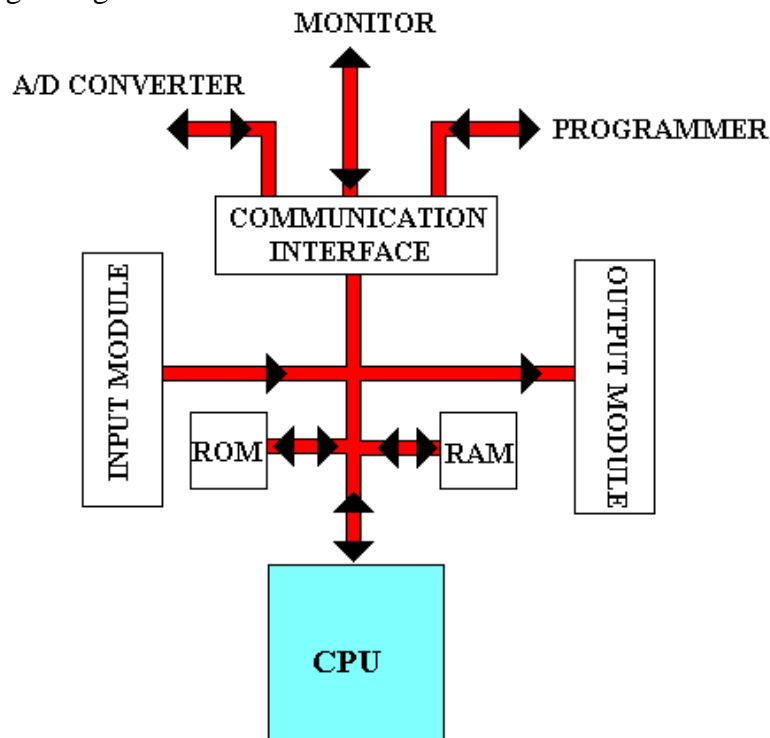 MONITOR
A/D CONVERTER
PROGRAMMER
COMMUNICATION
INTERFACE
INPUT MODULE
OUTPUT MODULE
ROM
RAM
CPU